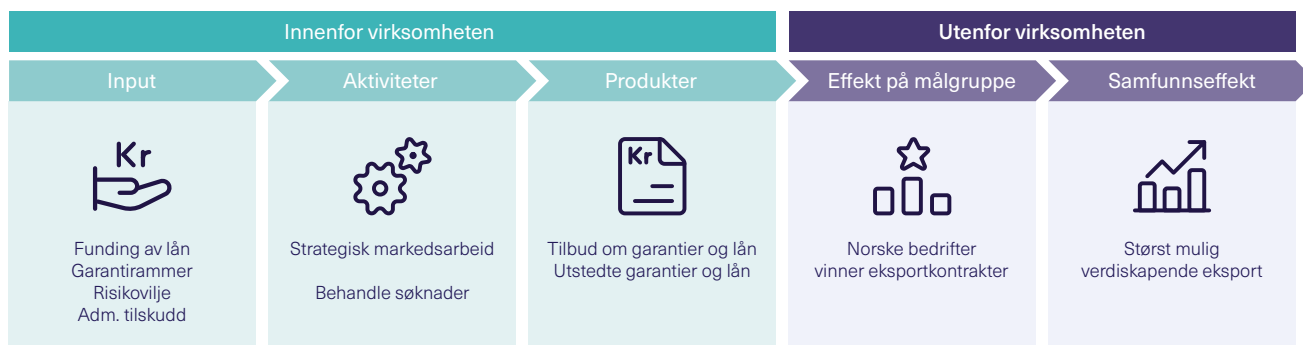 Innenfor virksomheten
Utenfor virksomheten
Input
Aktiviteter
Produkter
Effekt på målgruppe
Samfunnseffekt
Kr
Kr
Funding av lån
Garantirammer
Risikovilje
Adm. tilskudd
Strategisk markedsarbeid
Behandle søknader
Tilbud om garantier og lån
Utstedte garantier og lån
Norske bedrifter
vinner eksportkontrakter
Størst mulig
verdiskapende eksport